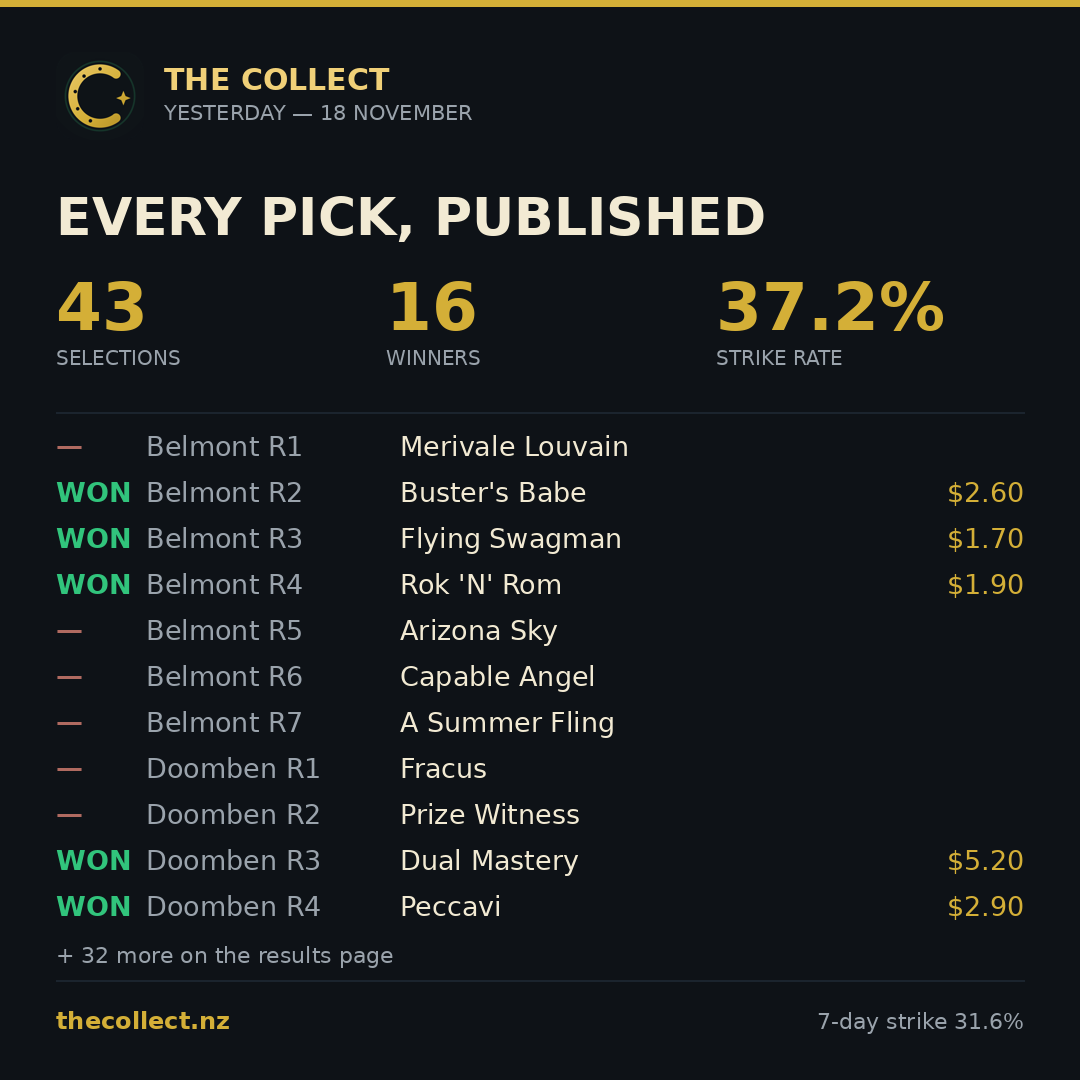 THE COLLECT
YESTERDAY — 18 NOVEMBER
EVERY PICK, PUBLISHED
43 16 37.2%
SELECTIONS WINNERS STRIKE RATE
— Belmont R1 Merivale Louvain
WON Belmont R2 Buster's Babe $2.60
WON Belmont R3 Flying Swagman $1.70
WON Belmont R4 Rok 'N' Rom $1.90
— Belmont R5 Arizona Sky
— Belmont R6 Capable Angel
— Belmont R7 A Summer Fling
— Doomben R1 Fracus
— Doomben R2 Prize Witness
WON Doomben R3 Dual Mastery $5.20
WON Doomben R4 Peccavi $2.90
+ 32 more on the results page
thecollect.nz 7-day strike 31.6%